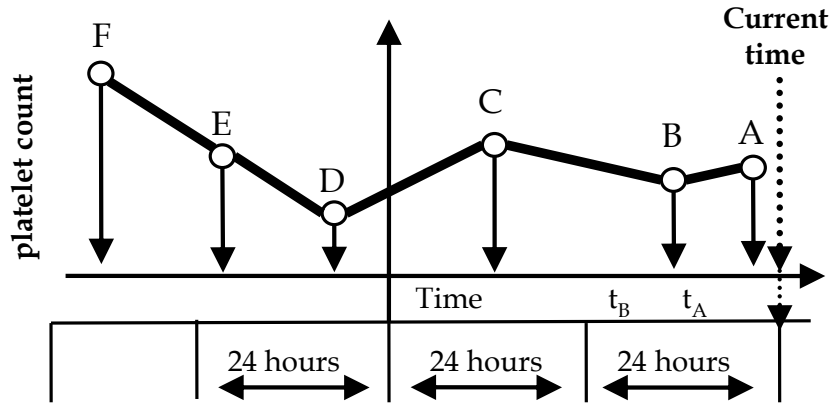 Current
time
F
C
A
B
E
D
platelet count
Time
t_B
t_A
24 hours
24 hours
24 hours